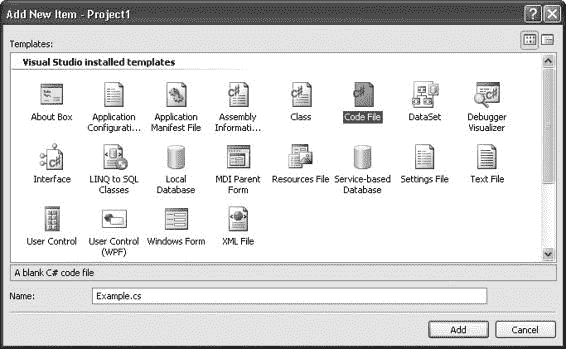 Add New Item - Project1
Templates:
Visual Studio installed templates
About Box
Application Configurati...
Application Manifest File
Assembly Informati...
Class
Code File
DataSet
Debugger Visualizer
Interface
LINQ to SQL Classes
Local Database
MDI Parent Form
Resources File
Service-based Database
Settings File
Text File
User Control
User Control (WPF)
Windows Form
XML File
A blank C# code file
Name:
Example.cs
Add
Cancel